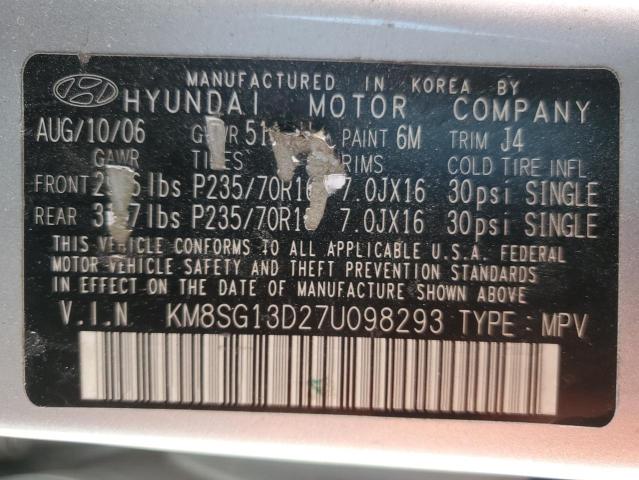 MANUFACTURED IN KOREA BY
HYUNDAI MOTOR COMPANY
AUG/10/06 PAINT 6M TRIM J4
GAWR TIRES RIMS COLD TIRE INFL
FRONT lbs 7.0JX16 30psi SINGLE
REAR lbs 7.0JX16 30psi SINGLE
THIS VEHICLE CONFORMS TO ALL APPLICABLE U.S.A. FEDERAL
MOTOR VEHICLE SAFETY AND THEFT PREVENTION STANDARDS
IN EFFECT ON THE DATE OF MANUFACTURE SHOWN ABOVE.
V.I.N KM8SG13D27U098293 TYPE : MPV